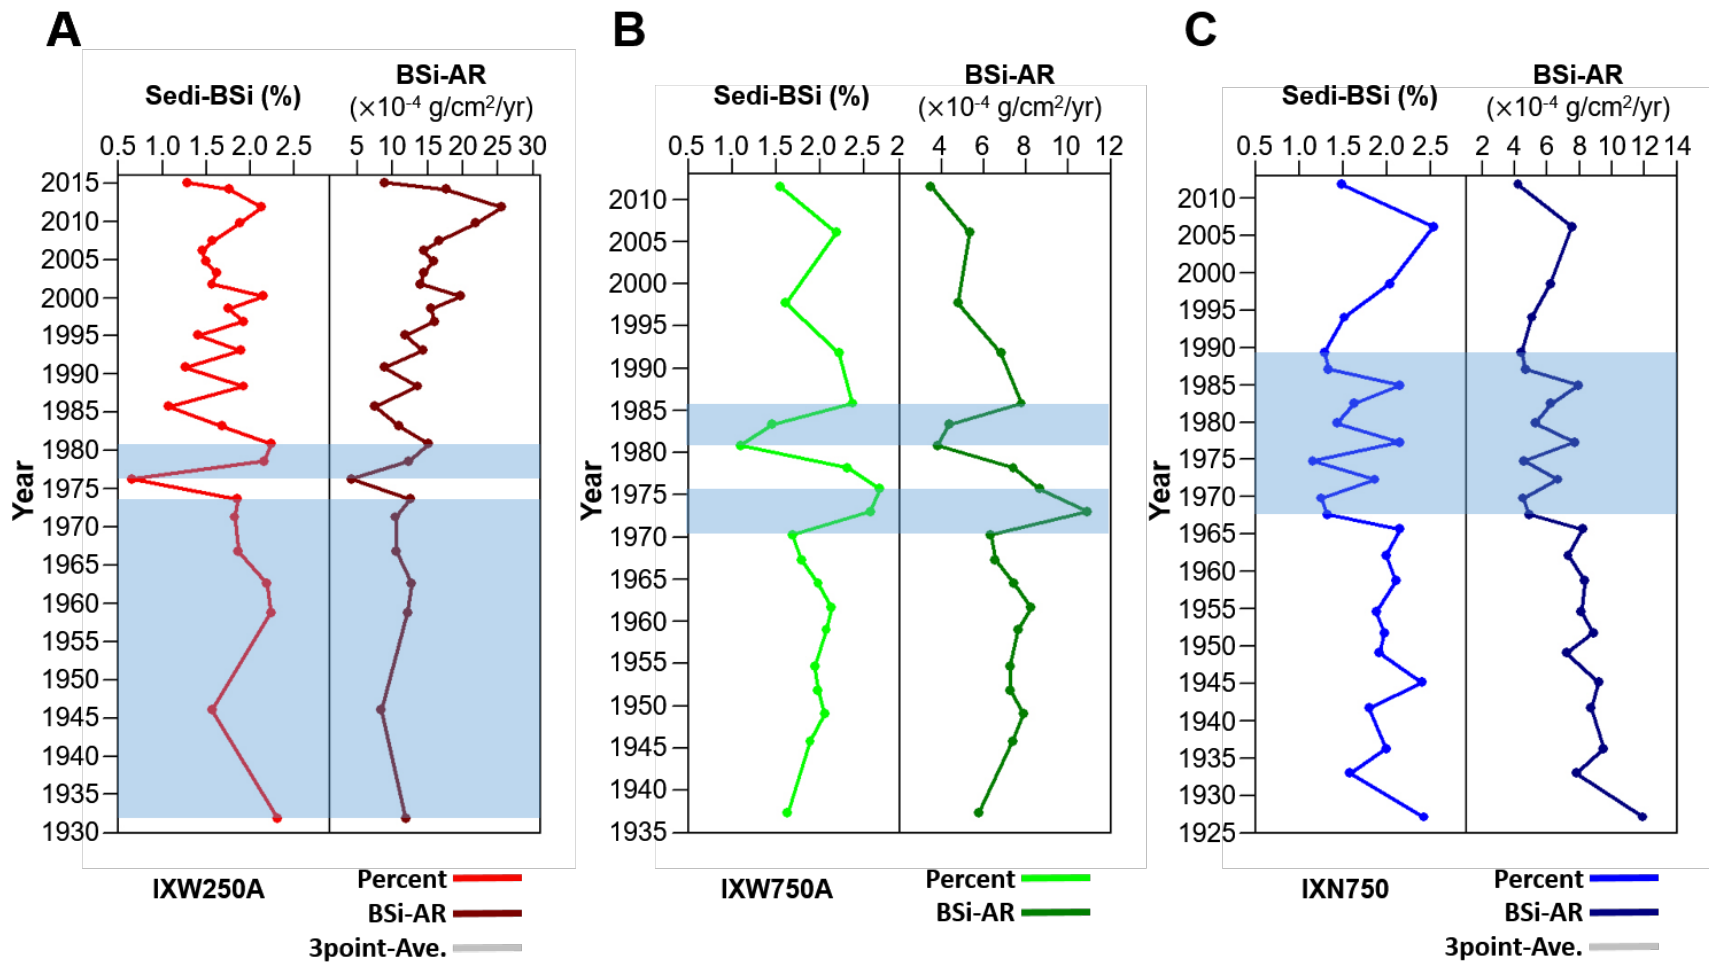 A
Sedi-BSi (%)
BSi-AR
(×10-4 g/cm2/yr)
0.5 1.0 1.5 2.0 2.5
5 10 15 20 25 30
2015
2010
2005
2000
1995
1990
1985
1980
1975
1970
1965
1960
1955
1950
1945
1940
1935
1930
Year
IXW250A
Percent
BSi-AR
3point-Ave.
B
Sedi-BSi (%)
BSi-AR
(×10-4 g/cm2/yr)
0.5 1.0 1.5 2.0 2.5
2 4 6 8 10 12
2010
2005
2000
1995
1990
1985
1980
1975
1970
1965
1960
1955
1950
1945
1940
1935
Year
IXW750A
Percent
BSi-AR
C
Sedi-BSi (%)
BSi-AR
(×10-4 g/cm2/yr)
0.5 1.0 1.5 2.0 2.5
2 4 6 8 10 12 14
2010
2005
2000
1995
1990
1985
1980
1975
1970
1965
1960
1955
1950
1945
1940
1935
1930
1925
Year
IXN750
Percent
BSi-AR
3point-Ave.